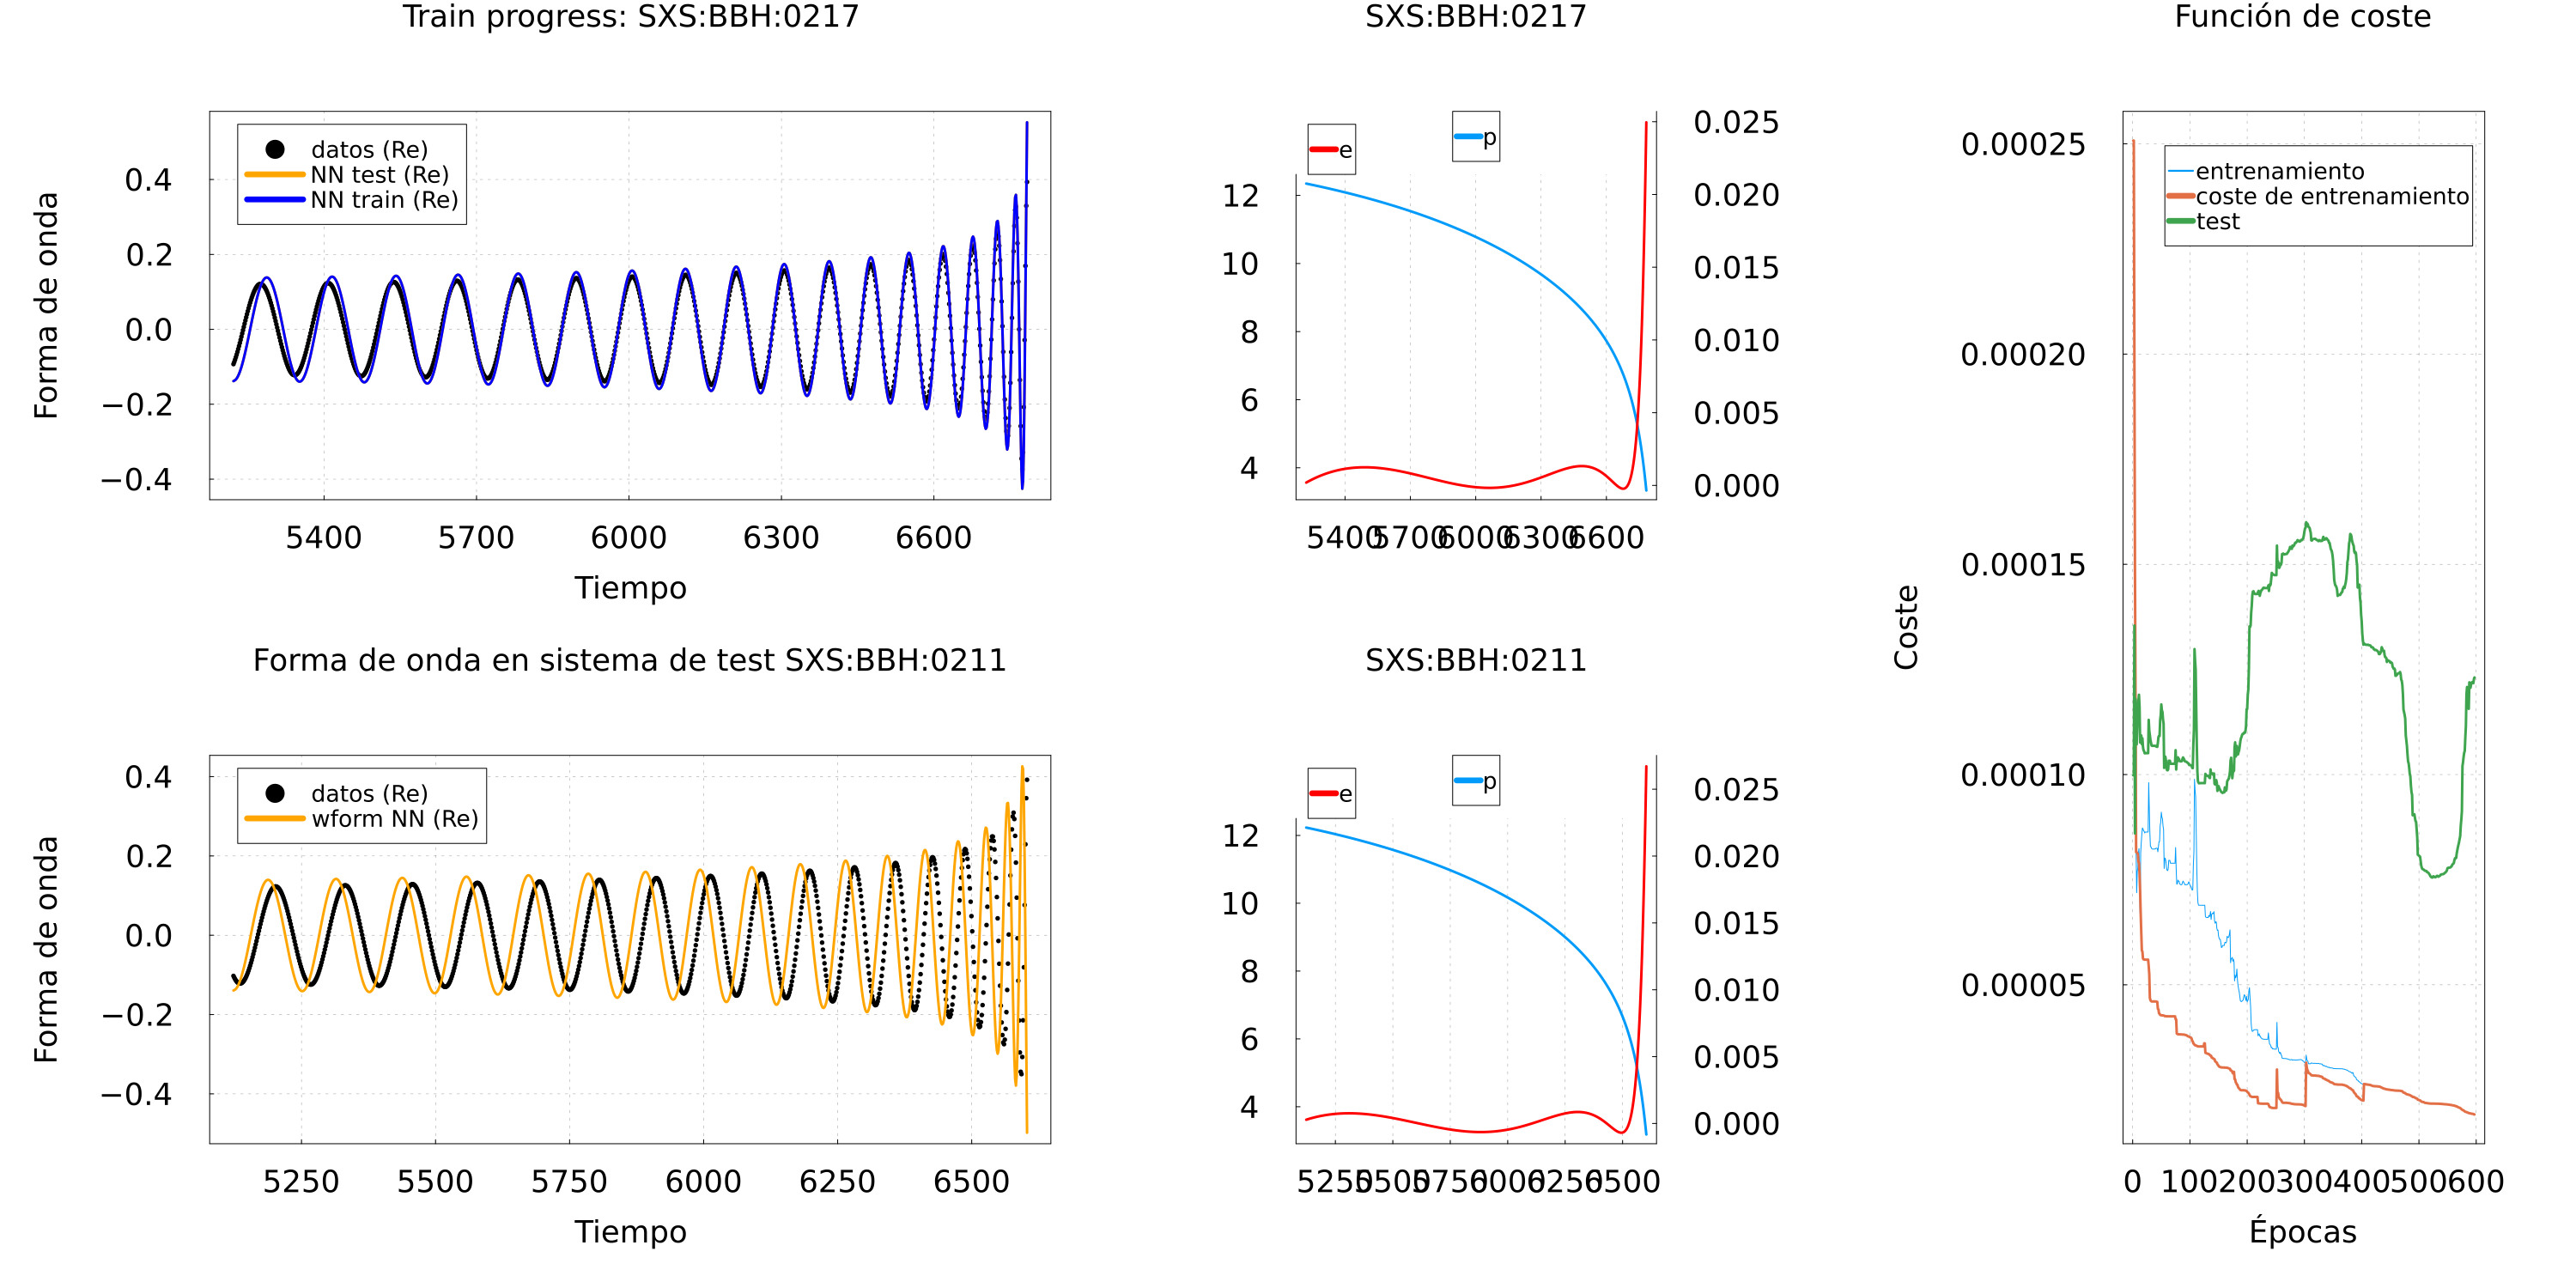 Train progress: SXS:BBH:0217
Forma de onda
0.4
0.2
0.0
−0.2
−0.4
datos (Re)
NN test (Re)
NN train (Re)
5400 5700 6000 6300 6600
Tiempo
SXS:BBH:0217
e
p
12
10
8
6
4
0.025
0.020
0.015
0.010
0.005
0.000
5400 5700 6000 6300 6600
Forma de onda en sistema de test SXS:BBH:0211
Forma de onda
0.4
0.2
0.0
−0.2
−0.4
datos (Re)
wform NN (Re)
5250 5500 5750 6000 6250 6500
Tiempo
SXS:BBH:0211
e
p
12
10
8
6
4
0.025
0.020
0.015
0.010
0.005
0.000
5250 5500 5750 6000 6250 6500
Función de coste
Coste
0.00025
0.00020
0.00015
0.00010
0.00005
entrenamiento
coste de entrenamiento
test
0 100 200 300 400 500 600
Épocas